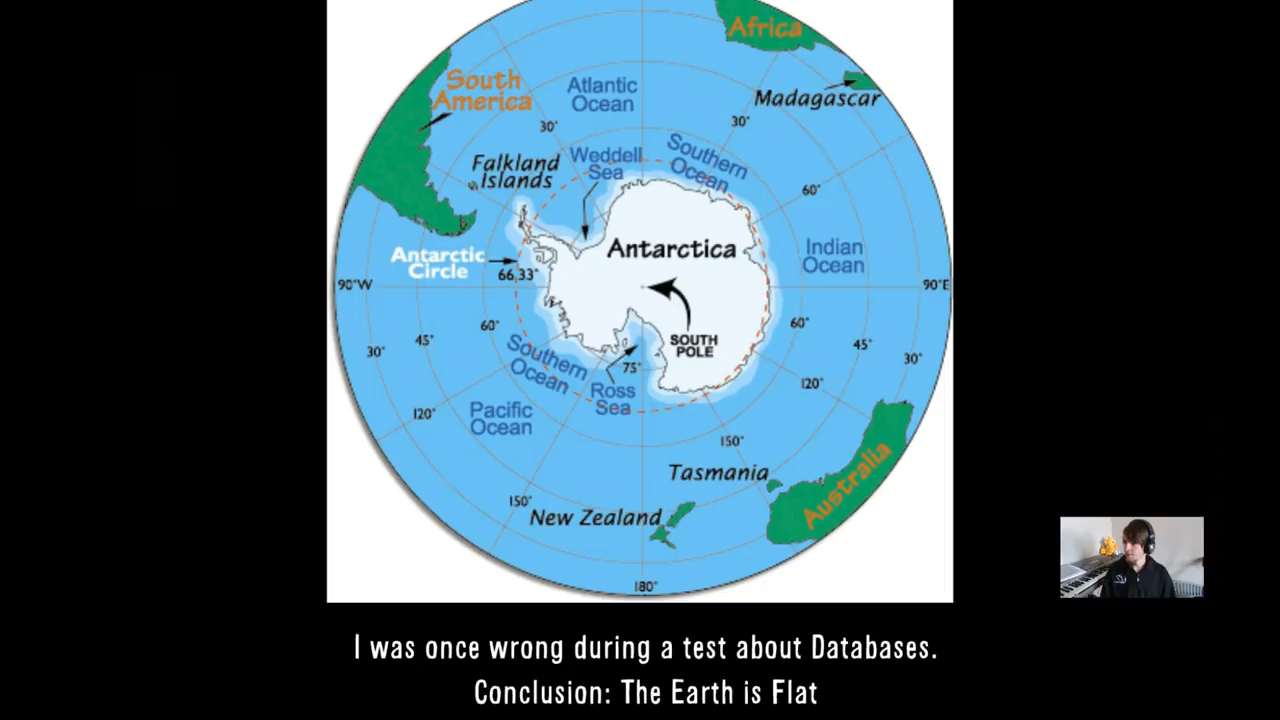 Africa
South
America
Atlantic
Ocean
Madagascar
30°
30°
Southern
Ocean
Weddell
Sea
Falkland
Islands
60°
Antarctica
Indian
Ocean
Antarctic
Circle
66,33°
90°W
90°E
SOUTH
POLE
60°
60°
45°
45°
30°
30°
Southern
Ocean
75°
Ross
Sea
120°
120°
Pacific
Ocean
150°
Tasmania
Australia
150°
New Zealand
180°
I was once wrong during a test about Databases.
Conclusion: The Earth is Flat